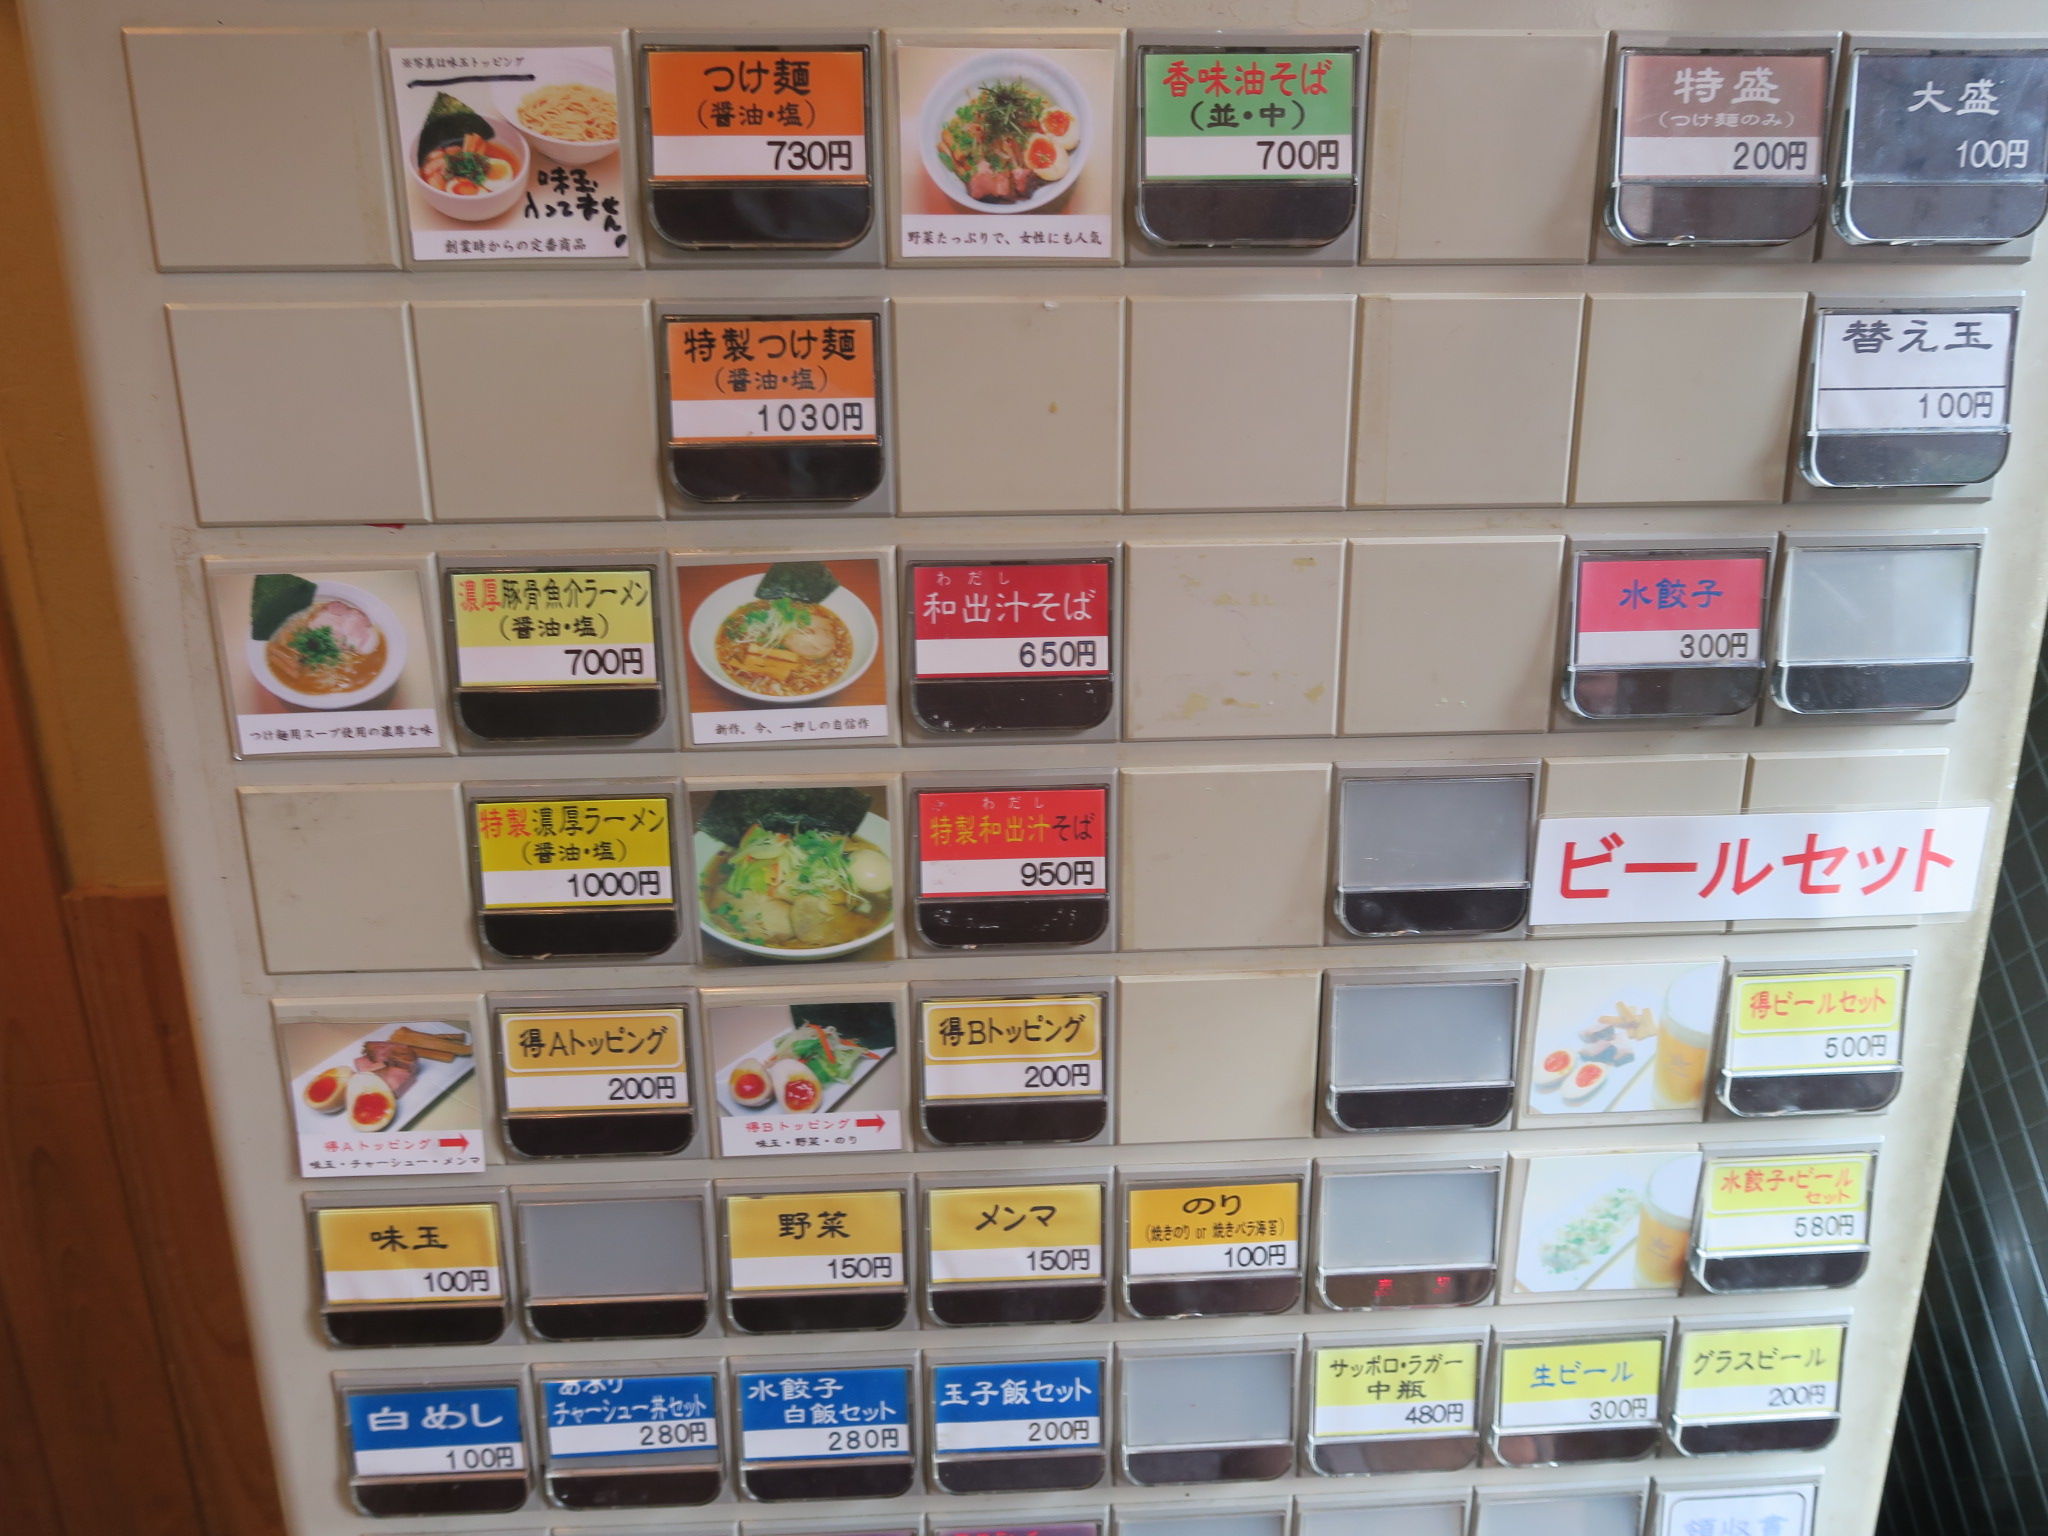 ※写真は味玉トッピング
味玉
入って来せん!
創業時からの定番商品
つけ麺
(醤油・塩)
730円
野菜たっぷりで、女性にも人気
香味油そば
(並・中)
700円
特盛
(つけ麺のみ)
200円
大盛
100円
特製つけ麺
(醤油・塩)
1030円
替え玉
100円
つけ麺用スープ使用の濃厚な味
濃厚豚骨魚介ラーメン
(醤油・塩)
700円
新作。今、一押しの自信作
わだし
和出汁そば
650円
水餃子
300円
特製濃厚ラーメン
(醤油・塩)
1000円
わだし
特製和出汁そば
950円
ビールセット
得Aトッピング
味玉・チャーシュー・メンマ
得Aトッピング
200円
得Bトッピング
味玉・野菜・のり
得Bトッピング
200円
得ビールセット
500円
味玉
100円
野菜
150円
メンマ
150円
のり
(焼きのり or 焼きバラ海苔)
100円
水餃子・ビール
セット
580円
白めし
100円
あぶり
チャーシュー丼セット
280円
水餃子
白飯セット
280円
玉子飯セット
200円
サッポロ・ラガー
中瓶
480円
生ビール
300円
グラスビール
200円
領収書